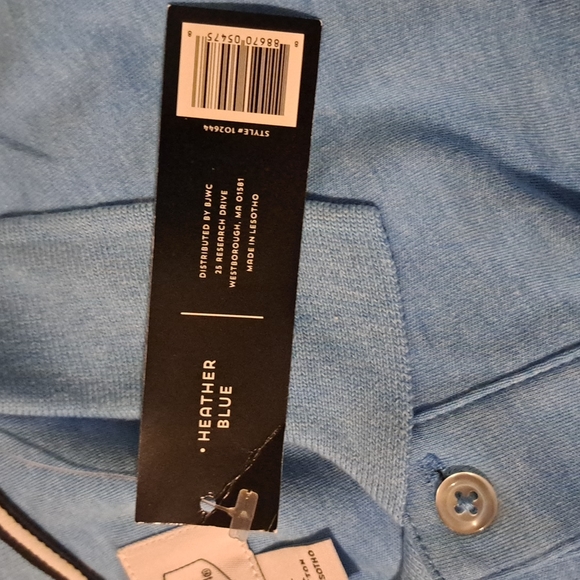 8 88670 05475 8
STYLE# 102644
DISTRIBUTED BY BJWC
25 RESEARCH DRIVE
WESTBOROUGH, MA 01581
MADE IN LESOTHO
• HEATHER
BLUE